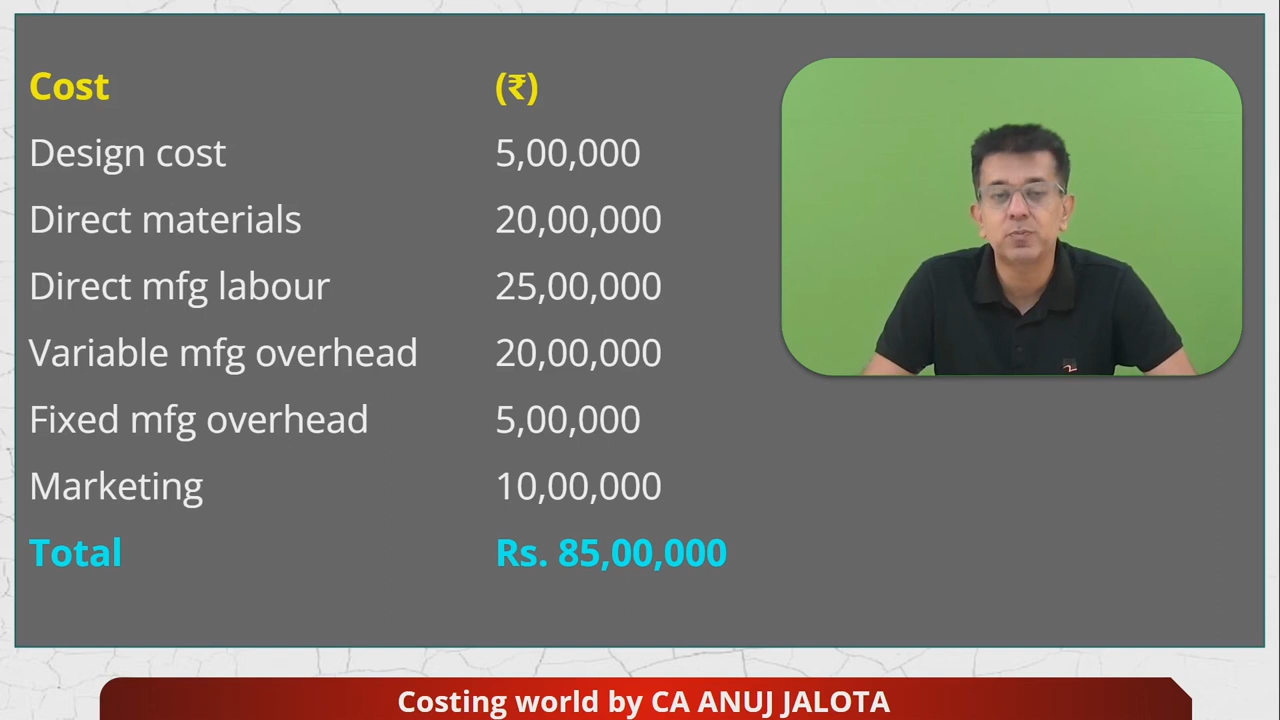 Cost (₹)
Design cost 5,00,000
Direct materials 20,00,000
Direct mfg labour 25,00,000
Variable mfg overhead 20,00,000
Fixed mfg overhead 5,00,000
Marketing 10,00,000
Total Rs. 85,00,000
Costing world by CA ANUJ JALOTA